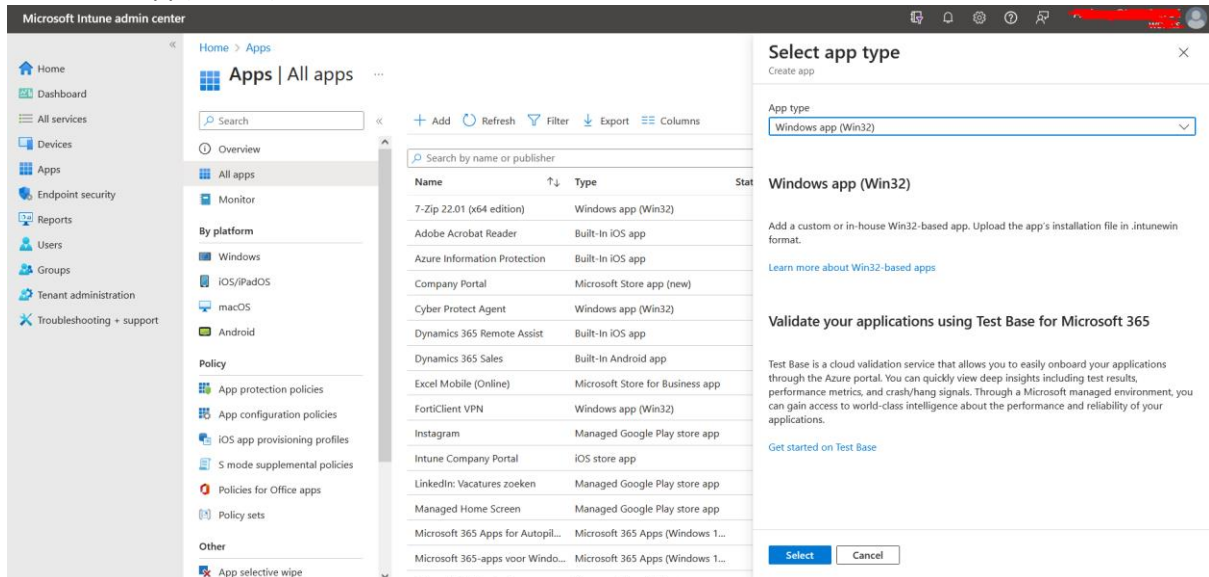 Microsoft Intune admin center
Home
Dashboard
All services
Devices
Apps
Endpoint security
Reports
Users
Groups
Tenant administration
Troubleshooting + support
Home > Apps
Apps | All apps
Search
Overview
All apps
Monitor
By platform
Windows
iOS/iPadOS
macOS
Android
Policy
App protection policies
App configuration policies
iOS app provisioning profiles
S mode supplemental policies
Policies for Office apps
Policy sets
Other
App selective wipe
Add Refresh Filter Export Columns
Search by name or publisher
Name Type Stat
7-Zip 22.01 (x64 edition) Windows app (Win32)
Adobe Acrobat Reader Built-In iOS app
Azure Information Protection Built-In iOS app
Company Portal Microsoft Store app (new)
Cyber Protect Agent Windows app (Win32)
Dynamics 365 Remote Assist Built-In iOS app
Dynamics 365 Sales Built-In Android app
Excel Mobile (Online) Microsoft Store for Business app
FortiClient VPN Windows app (Win32)
Instagram Managed Google Play store app
Intune Company Portal iOS store app
LinkedIn: Vacatures zoeken Managed Google Play store app
Managed Home Screen Managed Google Play store app
Microsoft 365 Apps for Autopil... Microsoft 365 Apps (Windows 1...
Microsoft 365-apps voor Windo... Microsoft 365 Apps (Windows 1...
Select app type
Create app
App type
Windows app (Win32)
Windows app (Win32)
Add a custom or in-house Win32-based app. Upload the app's installation file in .intunewin
format.
Learn more about Win32-based apps
Validate your applications using Test Base for Microsoft 365
Test Base is a cloud validation service that allows you to easily onboard your applications
through the Azure portal. You can quickly view deep insights including test results,
performance metrics, and crash/hang signals. Through a Microsoft managed environment, you
can gain access to world-class intelligence about the performance and reliability of your
applications.
Get started on Test Base
Select Cancel